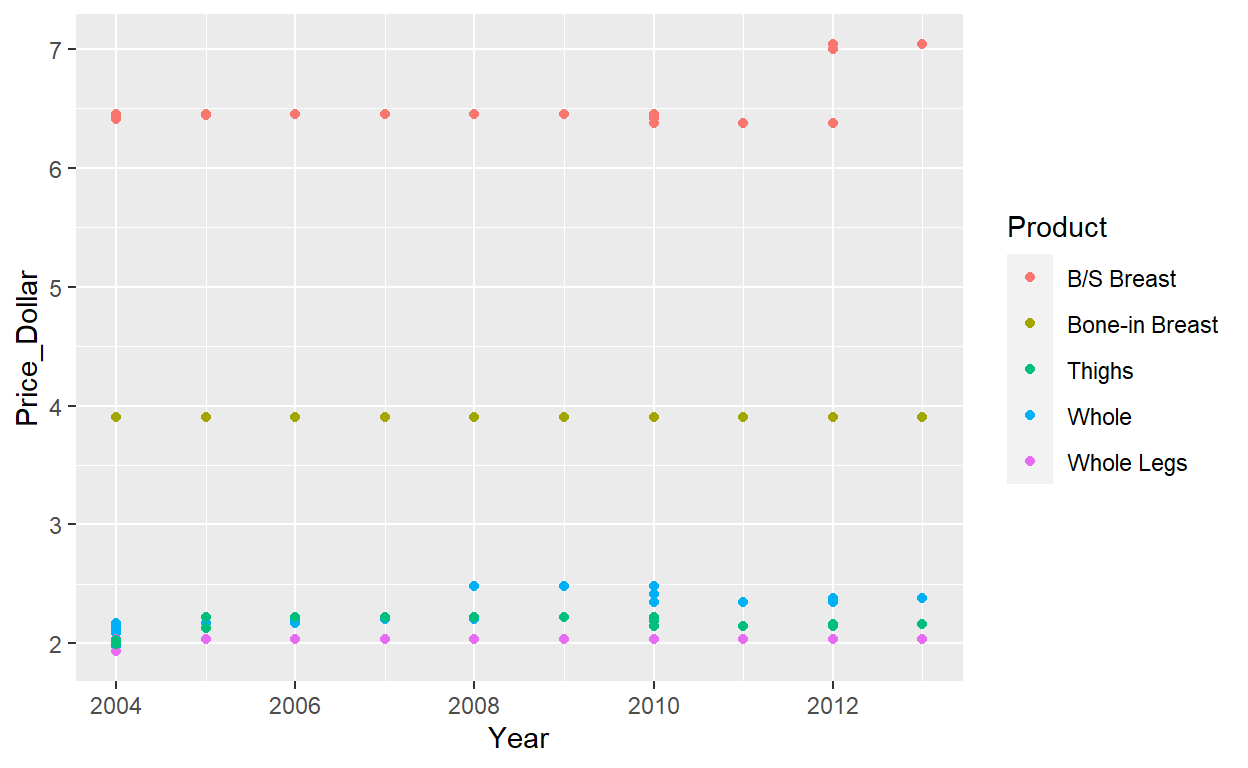 7
6
5
4
3
2
Price_Dollar
2004 2006 2008 2010 2012
Year
Product
B/S Breast
Bone-in Breast
Thighs
Whole
Whole Legs